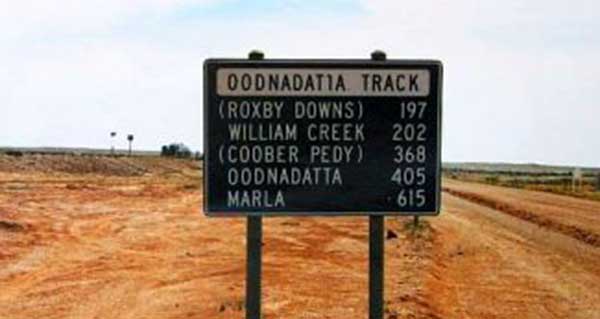 OODNADATTA TRACK
(ROXBY DOWNS) 197
WILLIAM CREEK 202
(COOBER PEDY) 368
OODNADATTA 405
MARLA 615